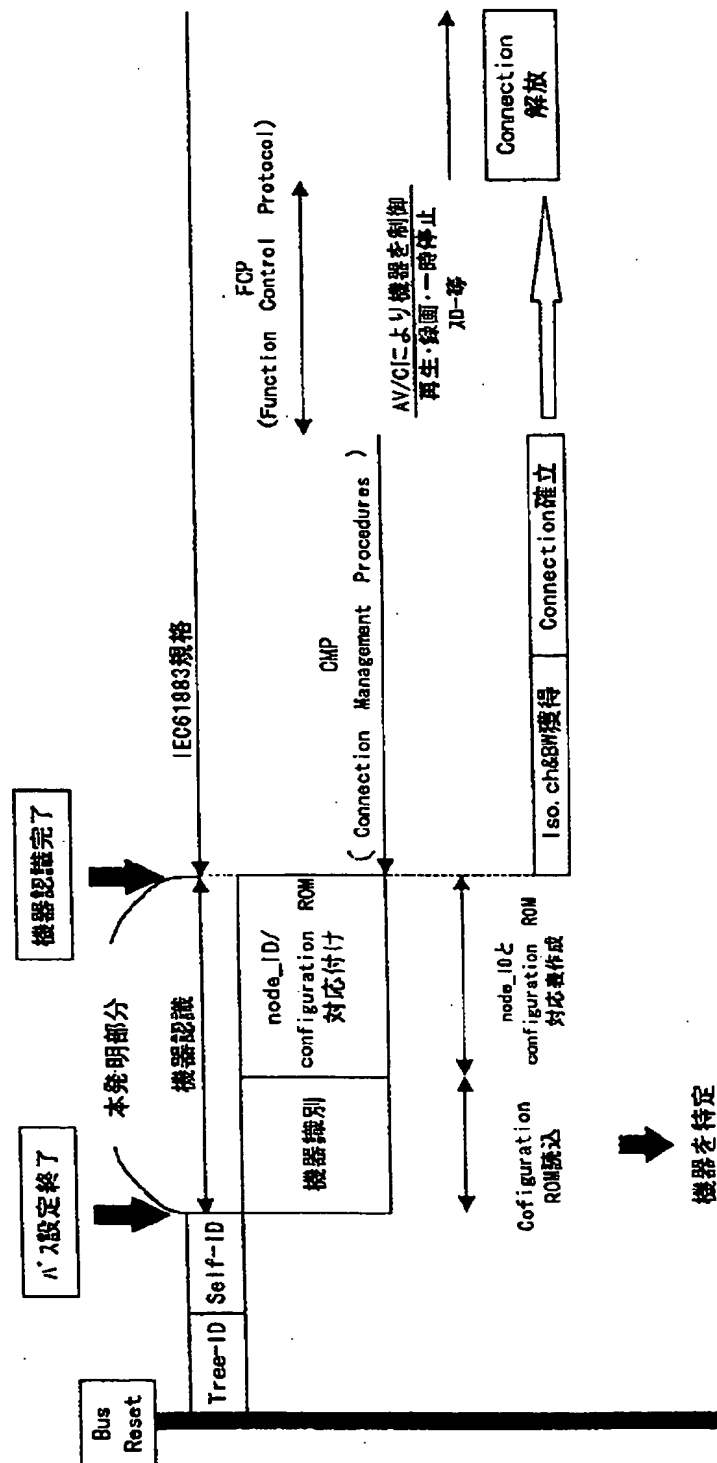 Bus
Reset
バス設定終了
機器認識完了
本発明部分
Tree-ID
Self-ID
機器認識
IEC61883規格
機器識別
node_ID/
configuration ROM
対応付け
CMP
( Connection Management Procedures )
FCP
(Function Control Protocol)
Cofiguration
ROM読込
node_IDと
configuration ROM
対応表作成
AV/Cにより機器を制御
再生・録画・一時停止
スロー等
機器を特定
Iso.ch&BW獲得
Connection確立
Connection
解放